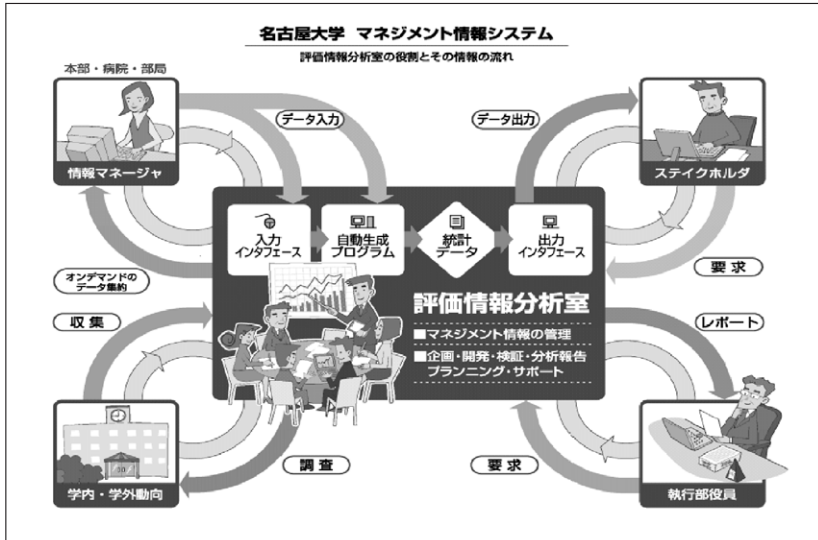 名古屋大学 マネジメント情報システム
評価情報分析室の役割とその情報の流れ
本部・病院・部局
情報マネージャ
データ入力
データ出力
ステイクホルダ
入力
インタフェース
自動生成
プログラム
統計
データ
出力
インタフェース
オンデマンドの
データ集約
要求
収集
評価情報分析室
■マネジメント情報の管理
■企画・開発・検証・分析報告
プランニング・サポート
レポート
学内・学外動向
調査
要求
執行部役員